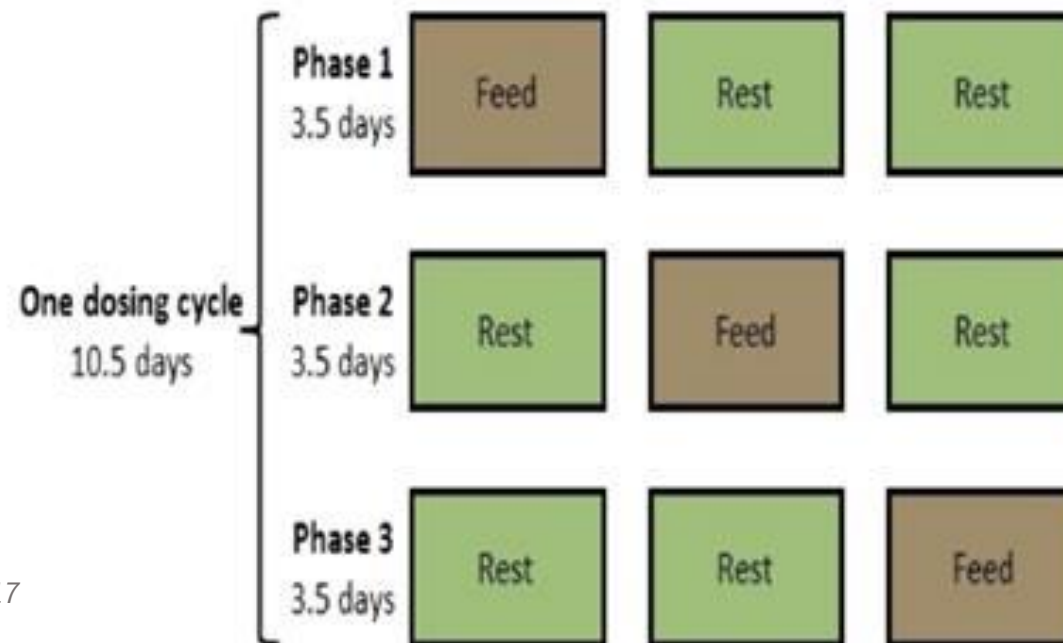 Phase 1
3.5 days
Feed
Rest
Rest
One dosing cycle
10.5 days
Phase 2
3.5 days
Rest
Feed
Rest
Phase 3
3.5 days
Rest
Rest
Feed